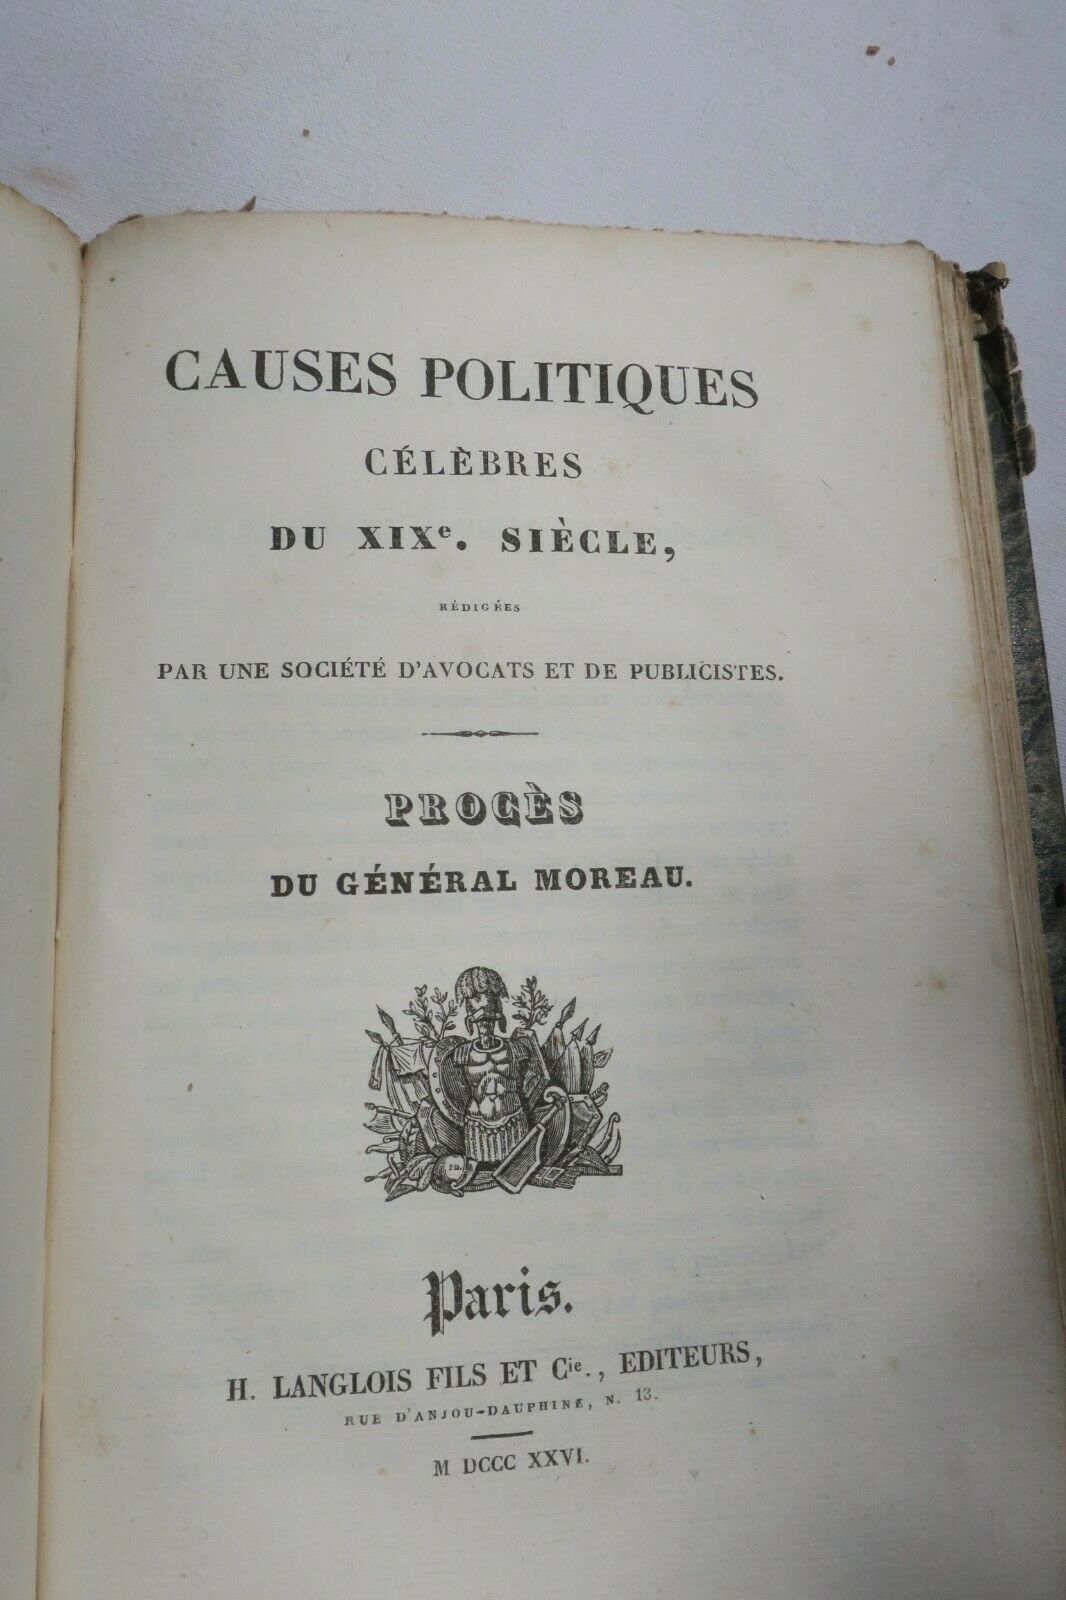 CAUSES POLITIQUES
CÉLÈBRES
DU XIXe. SIÈCLE,
RÉDIGÉES
PAR UNE SOCIÉTÉ D'AVOCATS ET DE PUBLICISTES.
PROCÈS
DU GÉNÉRAL MOREAU.
Paris.
H. LANGLOIS FILS ET Cie., EDITEURS,
RUE D'ANJOU-DAUPHINE, N. 13.
M DCCC XXVI.